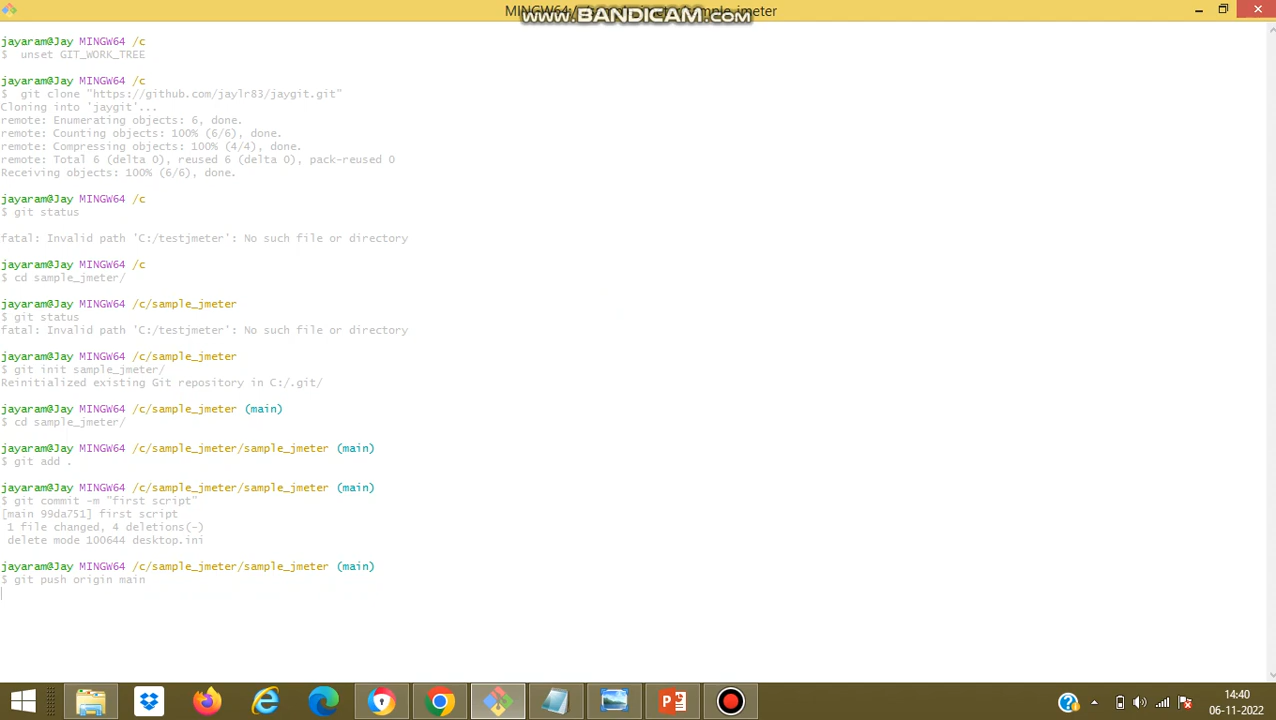 MINGW64:/
_jmeter
www.BANDICAM.com
jayaram@Jay MINGW64 /c
$  unset GIT_WORK_TREE
jayaram@Jay MINGW64 /c
$  git clone "https://github.com/jaylr83/jaygit.git"
Cloning into 'jaygit'...
remote: Enumerating objects: 6, done.
remote: Counting objects: 100% (6/6), done.
remote: Compressing objects: 100% (4/4), done.
remote: Total 6 (delta 0), reused 6 (delta 0), pack-reused 0
Receiving objects: 100% (6/6), done.
jayaram@Jay MINGW64 /c
$ git status
fatal: Invalid path 'C:/testjmeter': No such file or directory
jayaram@Jay MINGW64 /c
$ cd sample_jmeter/
jayaram@Jay MINGW64 /c/sample_jmeter
$ git status
fatal: Invalid path 'C:/testjmeter': No such file or directory
jayaram@Jay MINGW64 /c/sample_jmeter
$ git init sample_jmeter/
Reinitialized existing Git repository in C:/.git/
jayaram@Jay MINGW64 /c/sample_jmeter (main)
$ cd sample_jmeter/
jayaram@Jay MINGW64 /c/sample_jmeter/sample_jmeter (main)
$ git add .
jayaram@Jay MINGW64 /c/sample_jmeter/sample_jmeter (main)
$ git commit -m "first script"
[main 99da751] first script
1 file changed, 4 deletions(-)
delete mode 100644 desktop.ini
jayaram@Jay MINGW64 /c/sample_jmeter/sample_jmeter (main)
$ git push origin main
14:40
06-11-2022